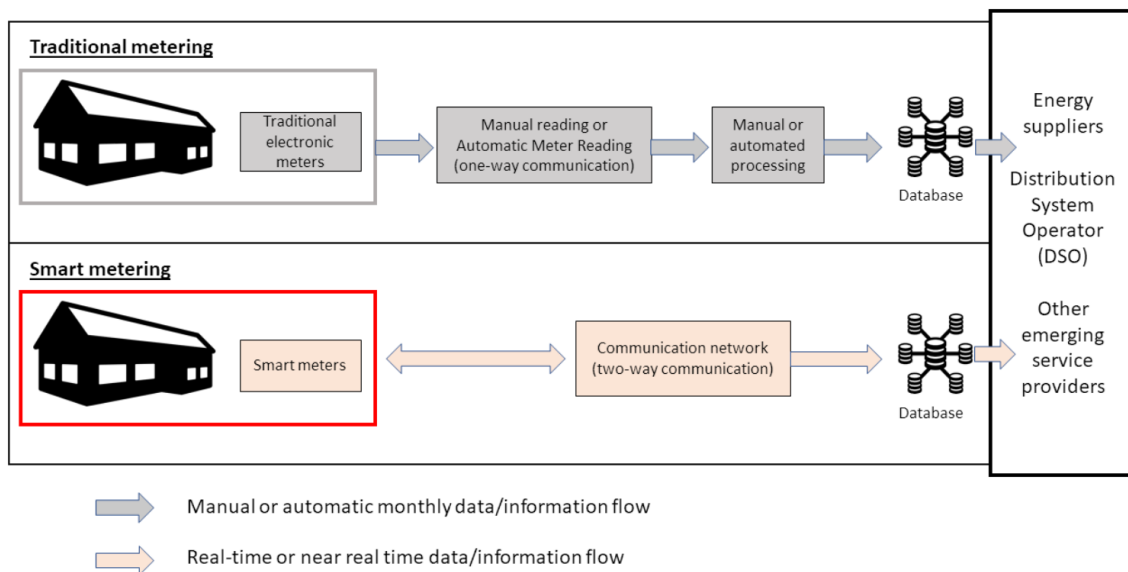 Traditional metering
Traditional
electronic
meters
Manual reading or
Automatic Meter Reading
(one-way communication)
Manual or
automated
processing
Database
Smart metering
Smart meters
Communication network
(two-way communication)
Database
Energy
suppliers
Distribution
System
Operator
(DSO)
Other
emerging
service
providers
Manual or automatic monthly data/information flow
Real-time or near real time data/information flow